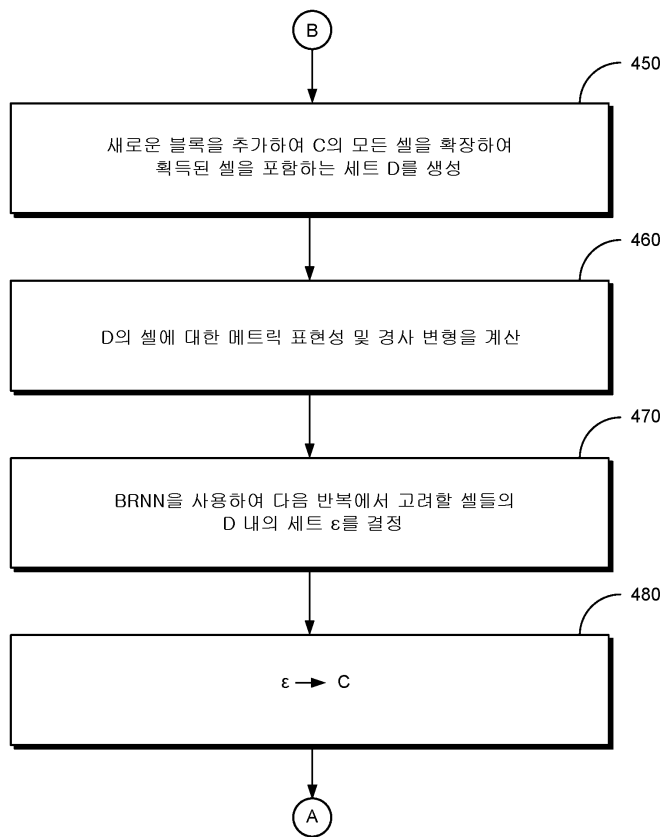 B
450
새로운 블록을 추가하여 C의 모든 셀을 확장하여
획득된 셀을 포함하는 세트 D를 생성
460
D의 셀에 대한 메트릭 표현성 및 경사 변형을 계산
470
BRNN을 사용하여 다음 반복에서 고려할 셀들의
D 내의 세트 ε를 결정
480
ε → C
A